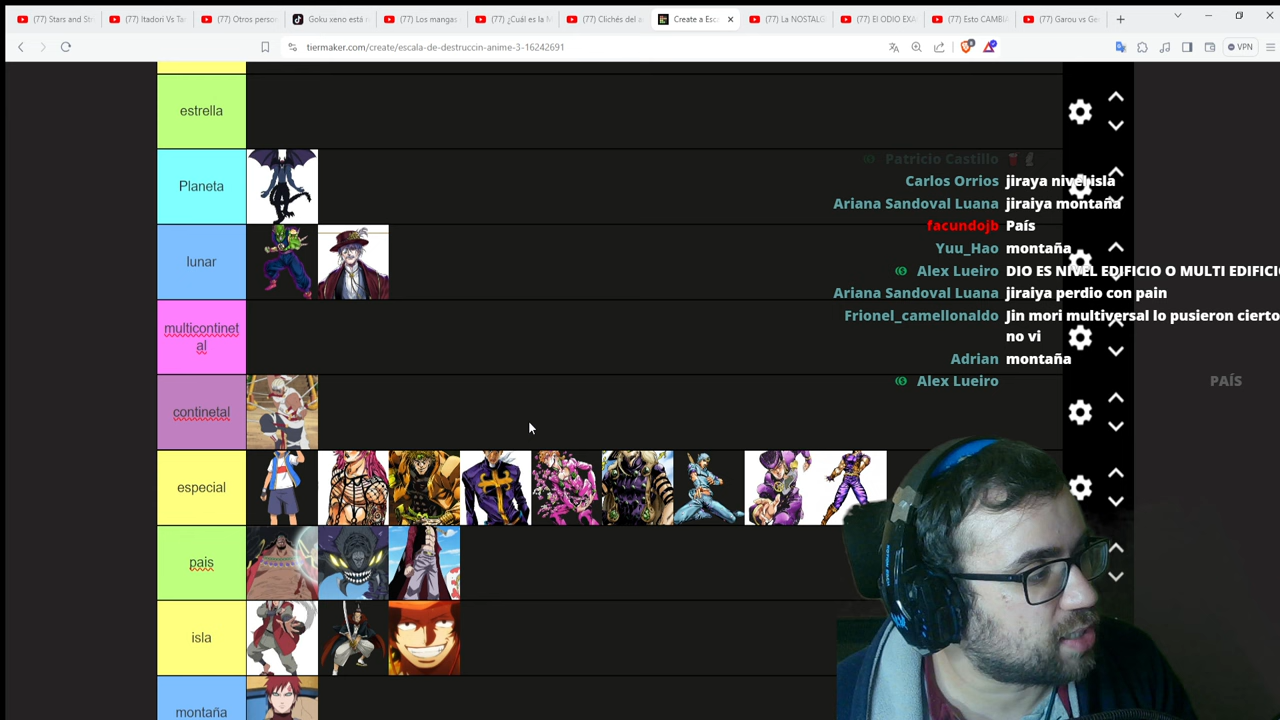 (77) Stars and Str
(77) Itadori Vs Ta
(77) Otros perso
Goku xeno está
(77) Los mangas
(77) ¿Cuál es la M
(77) Clichés del a
Create a Esc
(77) La NOSTALG
(77) El ODIO EXA
(77) Esto CAMBIA
(77) Garou vs Ge
tiermaker.com/create/escala-de-destruccin-anime-3-16242691
VPN
estrella
Planeta
lunar
multicontinet
al
continetal
especial
pais
isla
montaña
Patricio Castillo
Carlos Orrios jiraya nivel isla
Ariana Sandoval Luana jiraiya montaña
facundojb País
Yuu_Hao montaña
Alex Lueiro DIO ES NIVEL EDIFICIO O MULTI EDIFICI
Ariana Sandoval Luana jiraiya perdio con pain
Frionel_camellonaldo Jin mori multiversal lo pusieron cierto
no vi
Adrian montaña
Alex Lueiro PAÍS